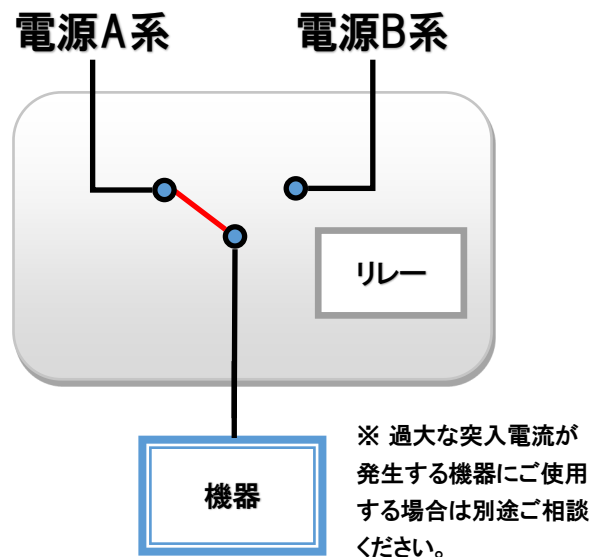 電源A系 電源B系
リレー
機器
※ 過大な突入電流が
発生する機器にご使用
する場合は別途ご相談
ください。